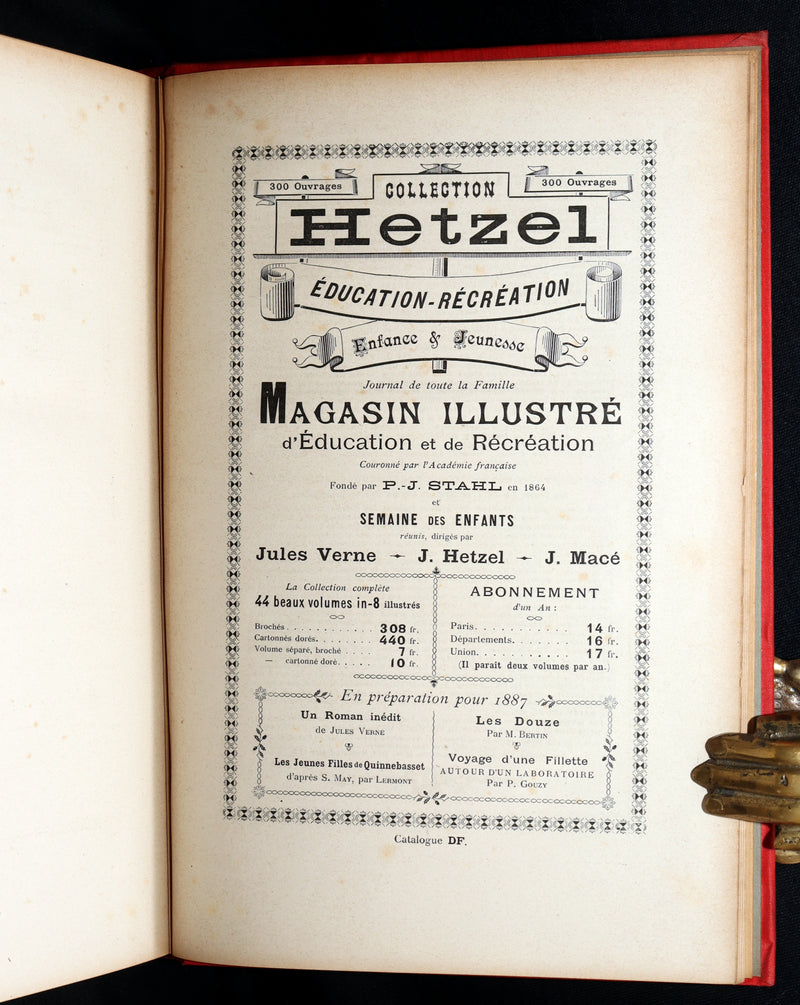 300 Ouvrages
COLLECTION
300 Ouvrages
Hetzel
ÉDUCATION-RÉCRÉATION
Enfance & Jeunesse
Journal de toute la Famille
MAGASIN ILLUSTRÉ
d'Éducation et de Récréation
Couronné par l'Académie française
Fondé par P.-J. STAHL en 1864
et
SEMAINE DES ENFANTS
réunis, dirigés par
Jules Verne - J. Hetzel - J. Macé
La Collection complète
44 beaux volumes in-8 illustrés
Brochés . . . . . . . . . . . . 308 fr.
Cartonnés dorés. . . . . . . . 440 fr.
Volume séparé, broché . . . . . 7 fr.
— cartonné doré. . . . . 10 fr.
ABONNEMENT
d'un An :
Paris. . . . . . . . . . . 14 fr.
Départements. . . . . . . 16 fr.
Union. . . . . . . . . . . 17 fr.
(Il paraît deux volumes par an.)
En préparation pour 1887
Un Roman inédit
de JULES VERNE
Les Jeunes Filles de Quinnebasset
d'après S. MAY, par LERMONT
Les Douze
Par M. BERTIN
Voyage d'une Fillette
AUTOUR D'UN LABORATOIRE
Par P. GOUZY
Catalogue DF.